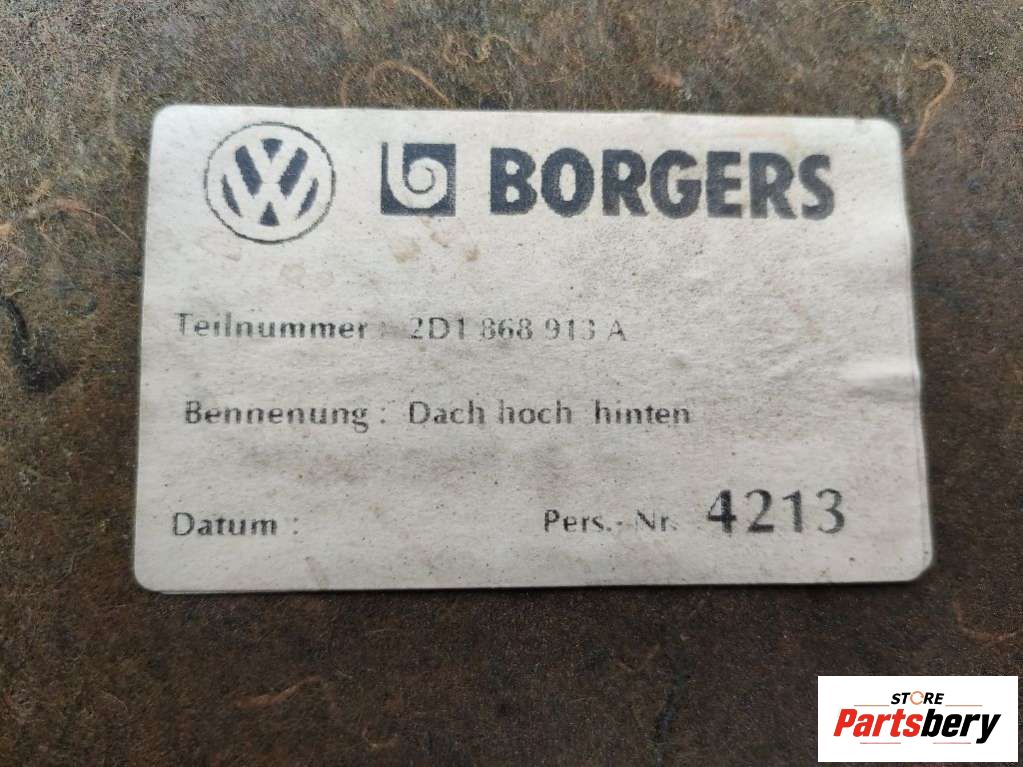 BORGERS
Teilnummer : 2D1 868 913 A
Bennenung : Dach hoch hinten
Datum : Pers.-Nr. 4213
STORE
Partsbery